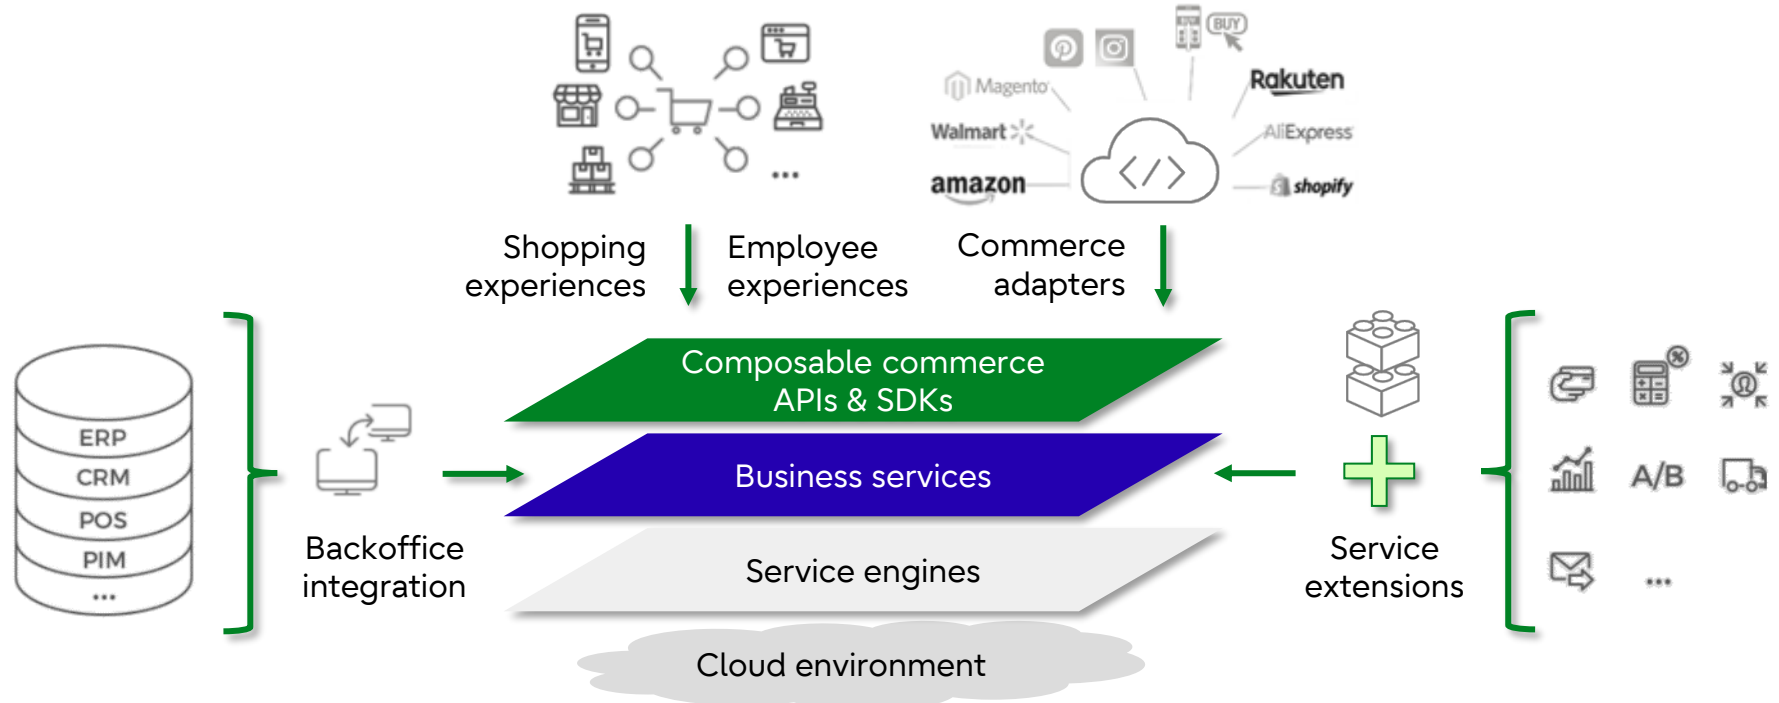 BUY
Magento
Rakuten
Walmart
AliExpress
amazon
shopify
Shopping
experiences
Employee
experiences
Commerce
adapters
Composable commerce
APIs & SDKs
Business services
Service engines
Cloud environment
ERP
CRM
POS
PIM
...
Backoffice
integration
Service
extensions
%
A/B
...
...